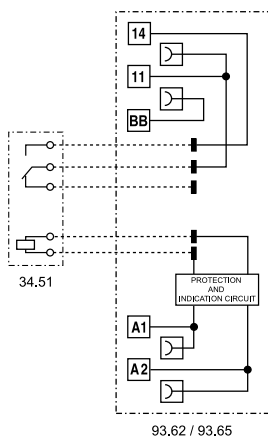 14
11
BB
34.51
PROTECTION
AND
INDICATION CIRCUIT
A1
A2
93.62 / 93.65